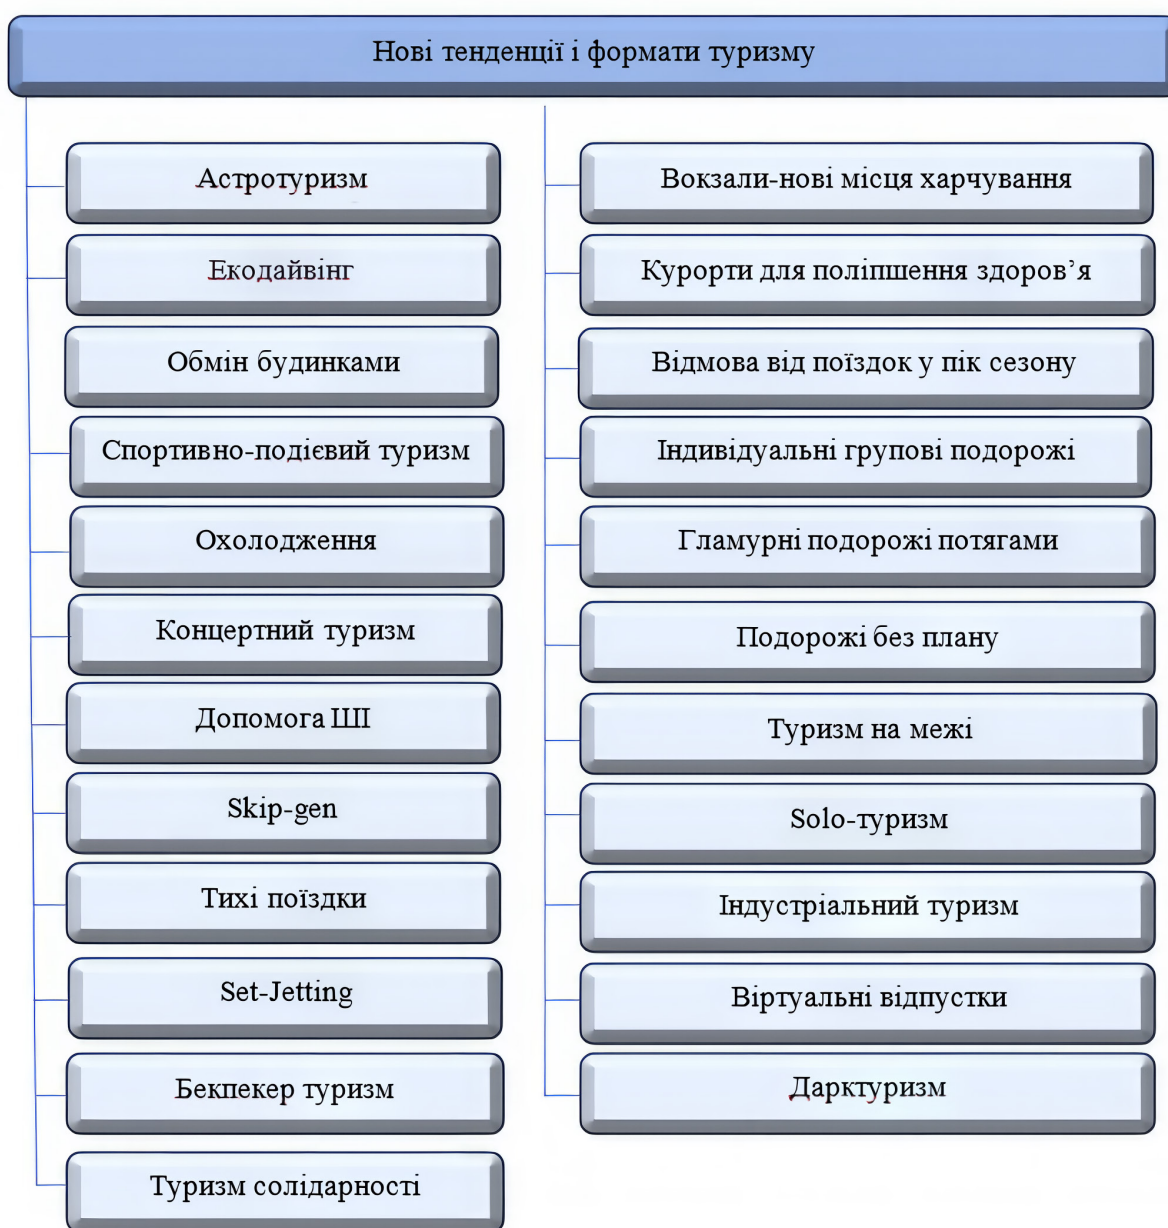 Нові тенденції і формати туризму
Астротуризм
Екодайвінг
Обмін будинками
Спортивно-подієвий туризм
Охолодження
Концертний туризм
Допомога ШІ
Skip-gen
Тихі поїздки
Set-Jetting
Бекпекер туризм
Туризм солідарності
Вокзали-нові місця харчування
Курорти для поліпшення здоров’я
Відмова від поїздок у пік сезону
Індивідуальні групові подорожі
Гламурні подорожі потягами
Подорожі без плану
Туризм на межі
Solo-туризм
Індустріальний туризм
Віртуальні відпустки
Дарктуризм